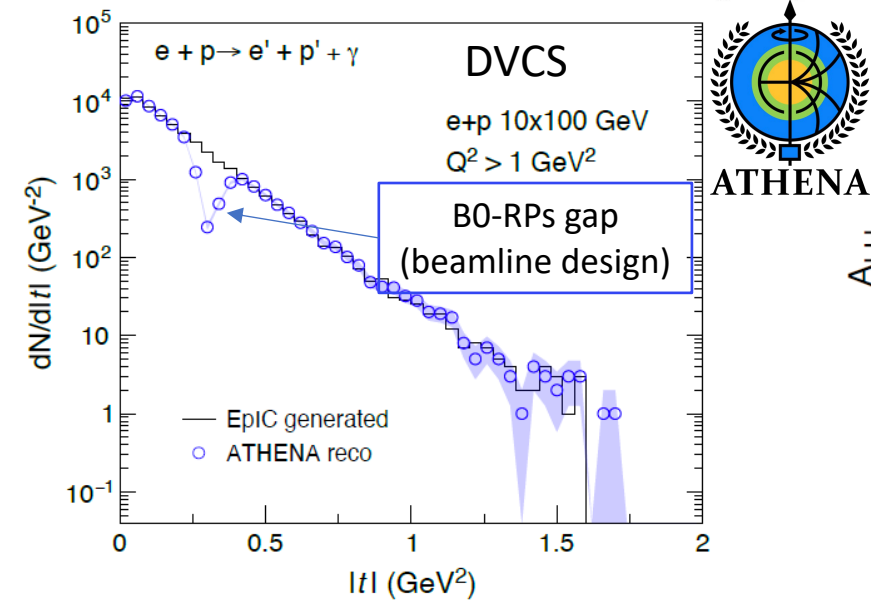 10⁵
10⁴
10³
10²
10
1
10⁻¹
dN/d|t| (GeV⁻²)
e + p→ e' + p' + γ
DVCS
e+p 10x100 GeV
Q² > 1 GeV²
B0-RPs gap
(beamline design)
EpIC generated
ATHENA reco
0 0.5 1 1.5 2
|t| (GeV²)
ATHENA